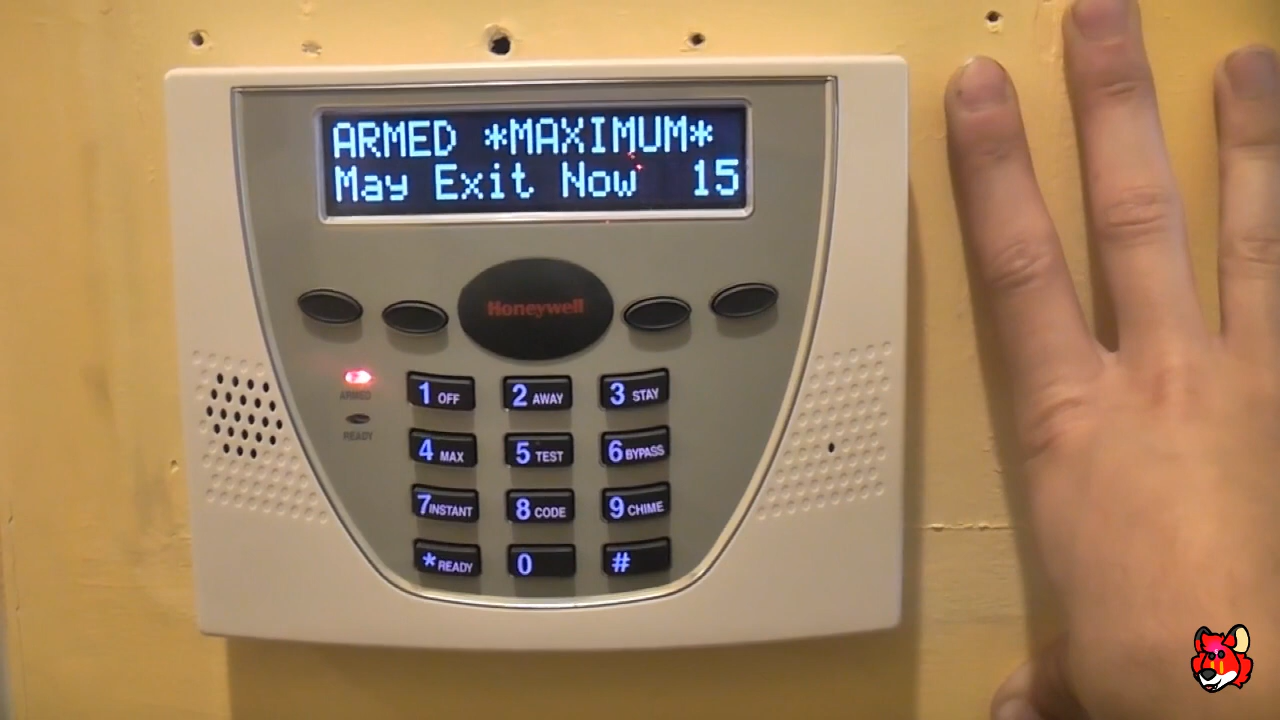 ARMED *MAXIMUM*
May Exit Now 15
Honeywell
ARMED
READY
1 OFF 2 AWAY 3 STAY
4 MAX 5 TEST 6 BYPASS
7 INSTANT 8 CODE 9 CHIME
* READY 0 #